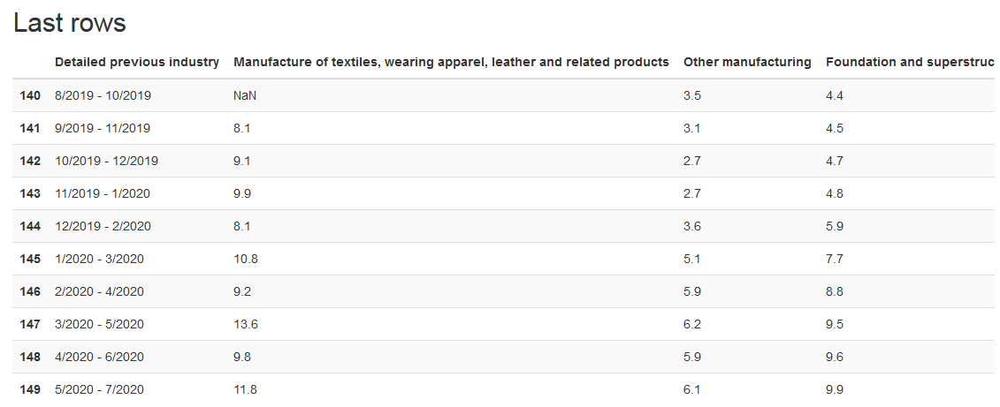 Last rows
Detailed previous industry Manufacture of textiles, wearing apparel, leather and related products Other manufacturing Foundation and superstruc
140 8/2019 - 10/2019 NaN 3.5 4.4
141 9/2019 - 11/2019 8.1 3.1 4.5
142 10/2019 - 12/2019 9.1 2.7 4.7
143 11/2019 - 1/2020 9.9 2.7 4.8
144 12/2019 - 2/2020 8.1 3.6 5.9
145 1/2020 - 3/2020 10.8 5.1 7.7
146 2/2020 - 4/2020 9.2 5.9 8.8
147 3/2020 - 5/2020 13.6 6.2 9.5
148 4/2020 - 6/2020 9.8 5.9 9.6
149 5/2020 - 7/2020 11.8 6.1 9.9